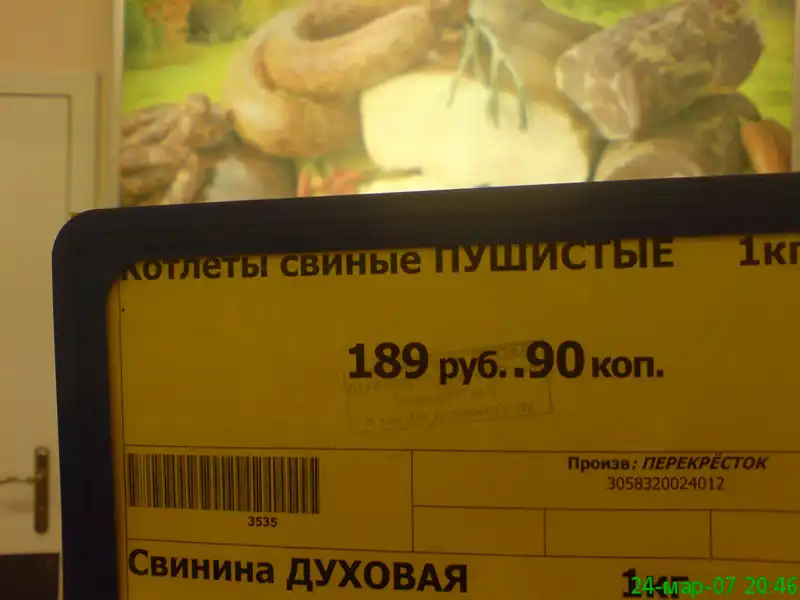 Котлеты свиные ПУШИСТЫЕ 1кг
189 руб..90 коп.
Произв: ПЕРЕКРЁСТОК
3058320024012
3535
Свинина ДУХОВАЯ 1кг
24-мар-07 20:46